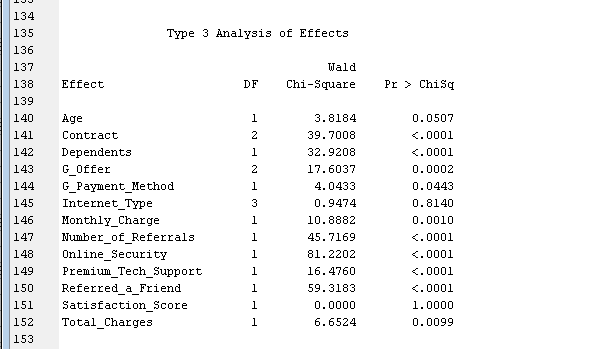 133
134
135 Type 3 Analysis of Effects
136
137 Wald
138 Effect DF Chi-Square Pr > ChiSq
139
140 Age 1 3.8184 0.0507
141 Contract 2 39.7008 <.0001
142 Dependents 1 32.9208 <.0001
143 G_Offer 2 17.6037 0.0002
144 G_Payment_Method 1 4.0433 0.0443
145 Internet_Type 3 0.9474 0.8140
146 Monthly_Charge 1 10.8882 0.0010
147 Number_of_Referrals 1 45.7169 <.0001
148 Online_Security 1 81.2202 <.0001
149 Premium_Tech_Support 1 16.4760 <.0001
150 Referred_a_Friend 1 59.3183 <.0001
151 Satisfaction_Score 1 0.0000 1.0000
152 Total_Charges 1 6.6524 0.0099
153